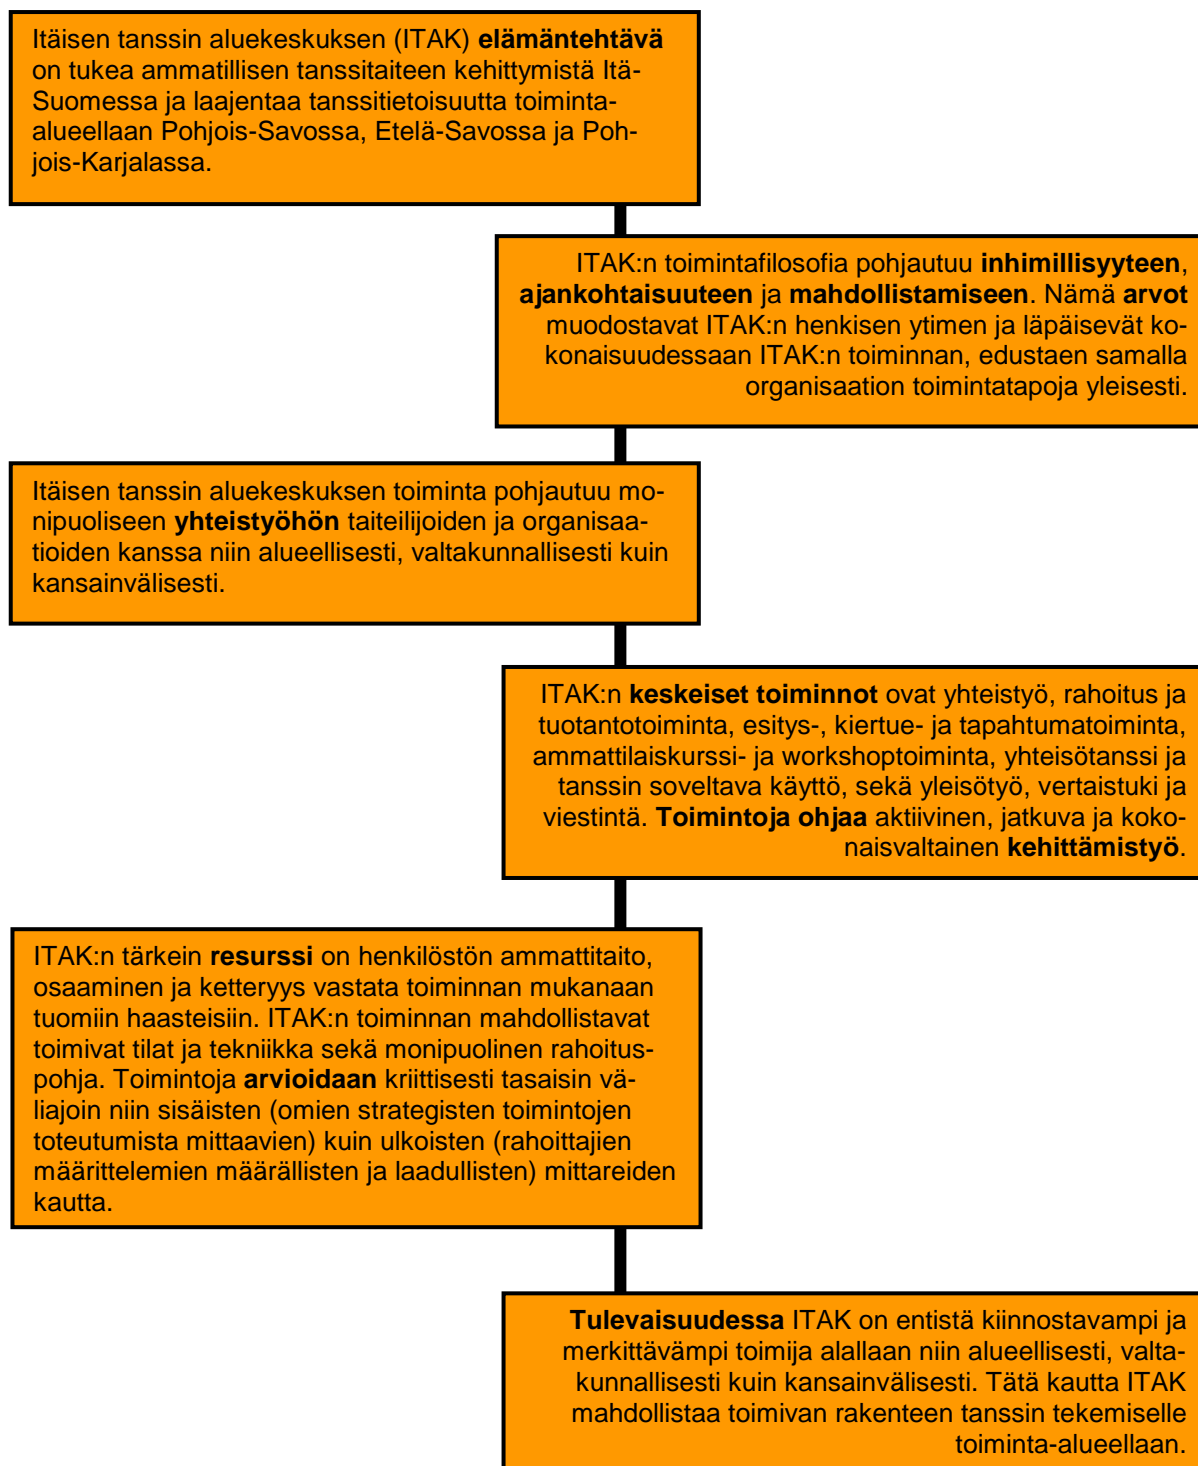 Itäisen tanssin aluekeskuksen (ITAK) elämäntehtävä
on tukea ammatillisen tanssitaiteen kehittymistä Itä-
Suomessa ja laajentaa tanssitietoisuutta toiminta-
alueellaan Pohjois-Savossa, Etelä-Savossa ja Poh-
jois-Karjalassa.
ITAK:n toimintafilosofia pohjautuu inhimillisyyteen,
ajankohtaisuuteen ja mahdollistamiseen. Nämä arvot
muodostavat ITAK:n henkisen ytimen ja läpäisevät ko-
konaisuudessaan ITAK:n toiminnan, edustaen samalla
organisaation toimintatapoja yleisesti.
Itäisen tanssin aluekeskuksen toiminta pohjautuu mo-
nipuoliseen yhteistyöhön taiteilijoiden ja organisaa-
tioiden kanssa niin alueellisesti, valtakunnallisesti kuin
kansainvälisesti.
ITAK:n keskeiset toiminnot ovat yhteistyö, rahoitus ja
tuotantotoiminta, esitys-, kiertue- ja tapahtumatoiminta,
ammattilaiskurssi- ja workshoptoiminta, yhteisötanssi ja
tanssin soveltava käyttö, sekä yleisötyö, vertaistuki ja
viestintä. Toimintoja ohjaa aktiivinen, jatkuva ja koko-
naisvaltainen kehittämistyö.
ITAK:n tärkein resurssi on henkilöstön ammattitaito,
osaaminen ja ketteryys vastata toiminnan mukanaan
tuomiin haasteisiin. ITAK:n toiminnan mahdollistavat
toimivat tilat ja tekniikka sekä monipuolinen rahoitus-
pohja. Toimintoja arvioidaan kriittisesti tasaisin vä-
liajoin niin sisäisten (omien strategisten toimintojen
toteutumista mittaavien) kuin ulkoisten (rahoittajien
määrittelemien määrällisten ja laadullisten) mittareiden
kautta.
Tulevaisuudessa ITAK on entistä kiinnostavampi ja
merkittävämpi toimija alallaan niin alueellisesti, valta-
kunnallisesti kuin kansainvälisesti. Tätä kautta ITAK
mahdollistaa toimivan rakenteen tanssin tekemiselle
toiminta-alueellaan.